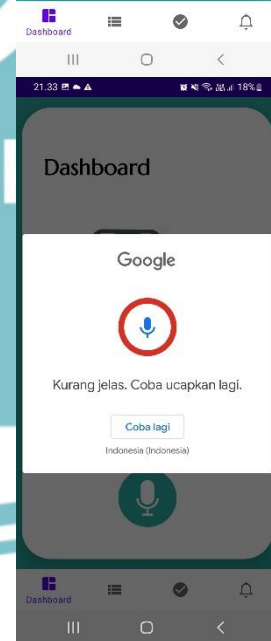 Dashboard
21.33
18%
Dashboard
Google
Kurang jelas. Coba ucapkan lagi.
Coba lagi
Indonesia (Indonesia)
Dashboard